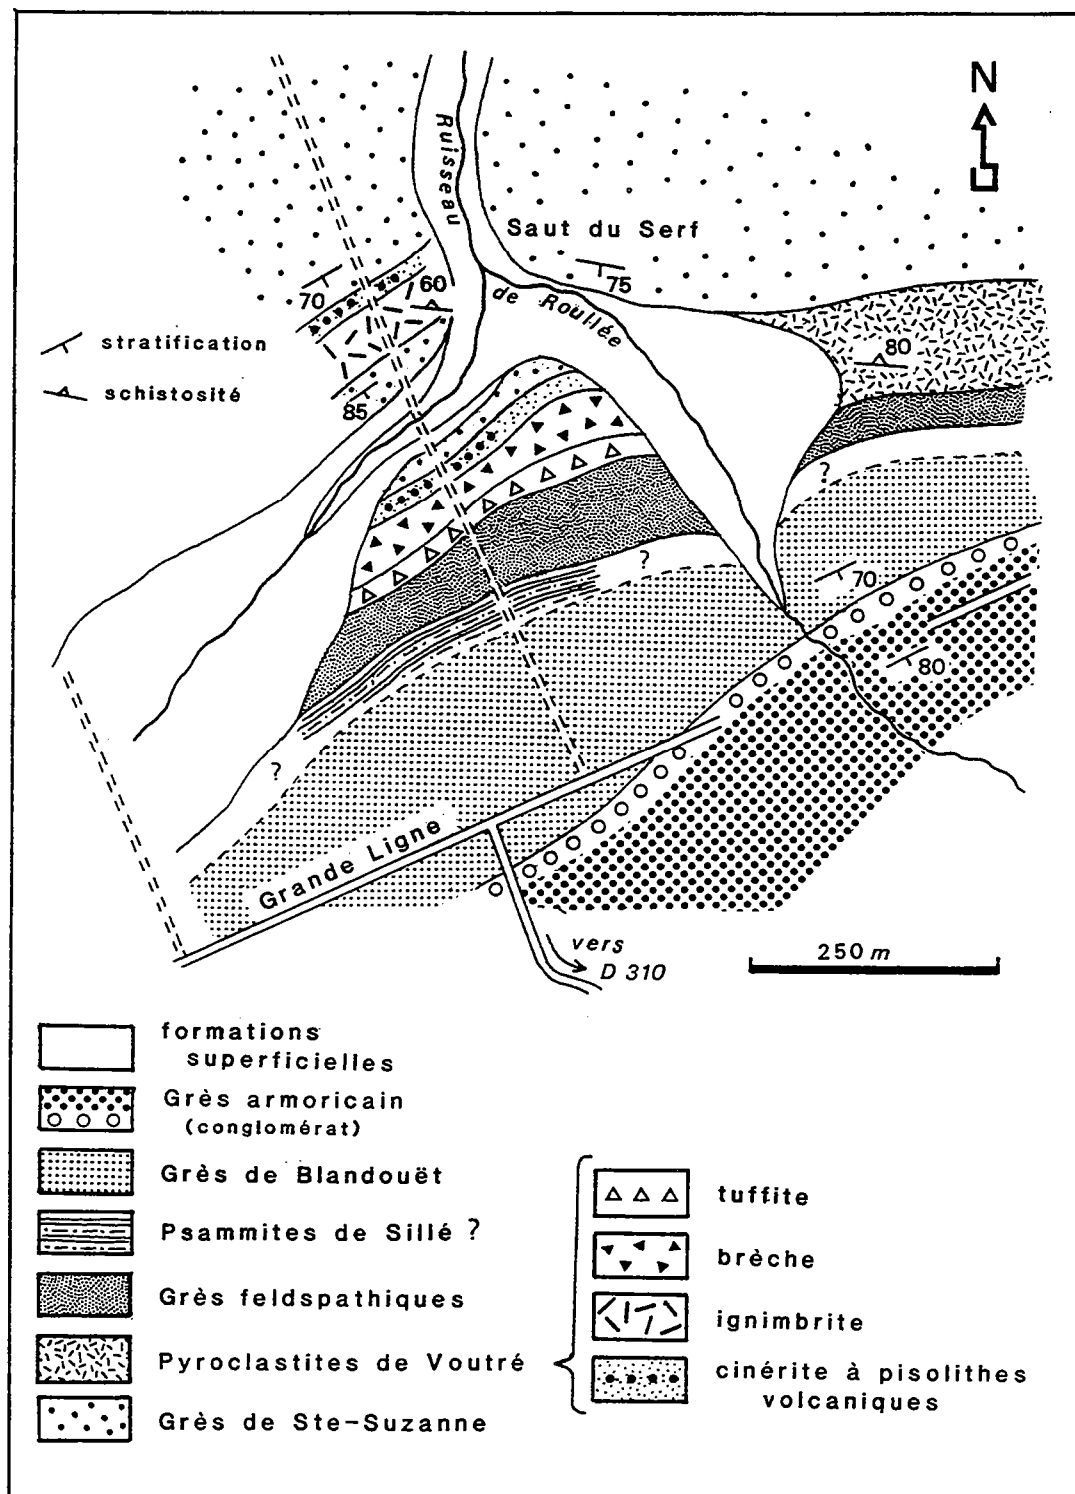 N
Ruisseau
Saut du Serf
60
70
75
de Roullée
stratification
80
schistosité
85
?
?
70
80
?
Grande Ligne
vers
D 310
250 m
formations
superficielles
Grès armoricain
(conglomérat)
Grès de Blandouët
Psammites de Sillé ?
Grès feldspathiques
Pyroclastites de Voutré
Grès de Ste-Suzanne
tuffite
brèche
ignimbrite
cinérite à pisolithes
volcaniques